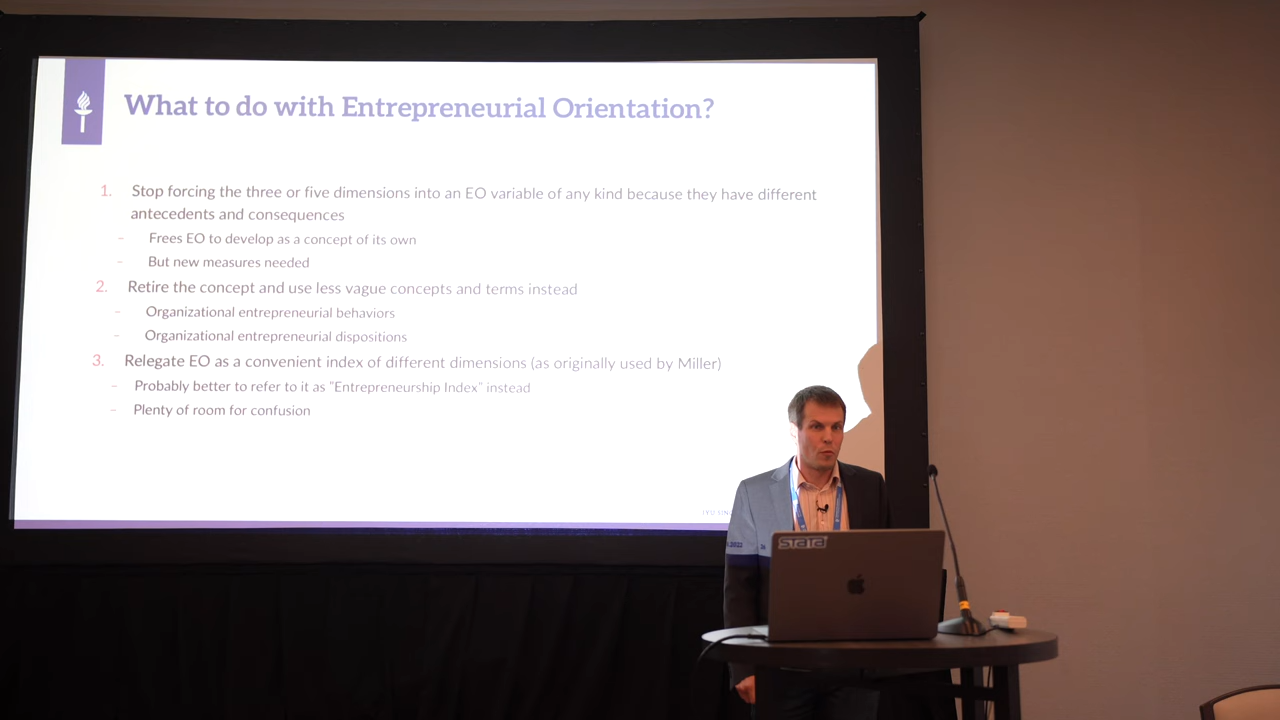 What to do with Entrepreneurial Orientation?
1. Stop forcing the three or five dimensions into an EO variable of any kind because they have different
antecedents and consequences
– Frees EO to develop as a concept of its own
– But new measures needed
2. Retire the concept and use less vague concepts and terms instead
– Organizational entrepreneurial behaviors
– Organizational entrepreneurial dispositions
3. Relegate EO as a convenient index of different dimensions (as originally used by Miller)
– Probably better to refer to it as "Entrepreneurship Index" instead
– Plenty of room for confusion
STATA